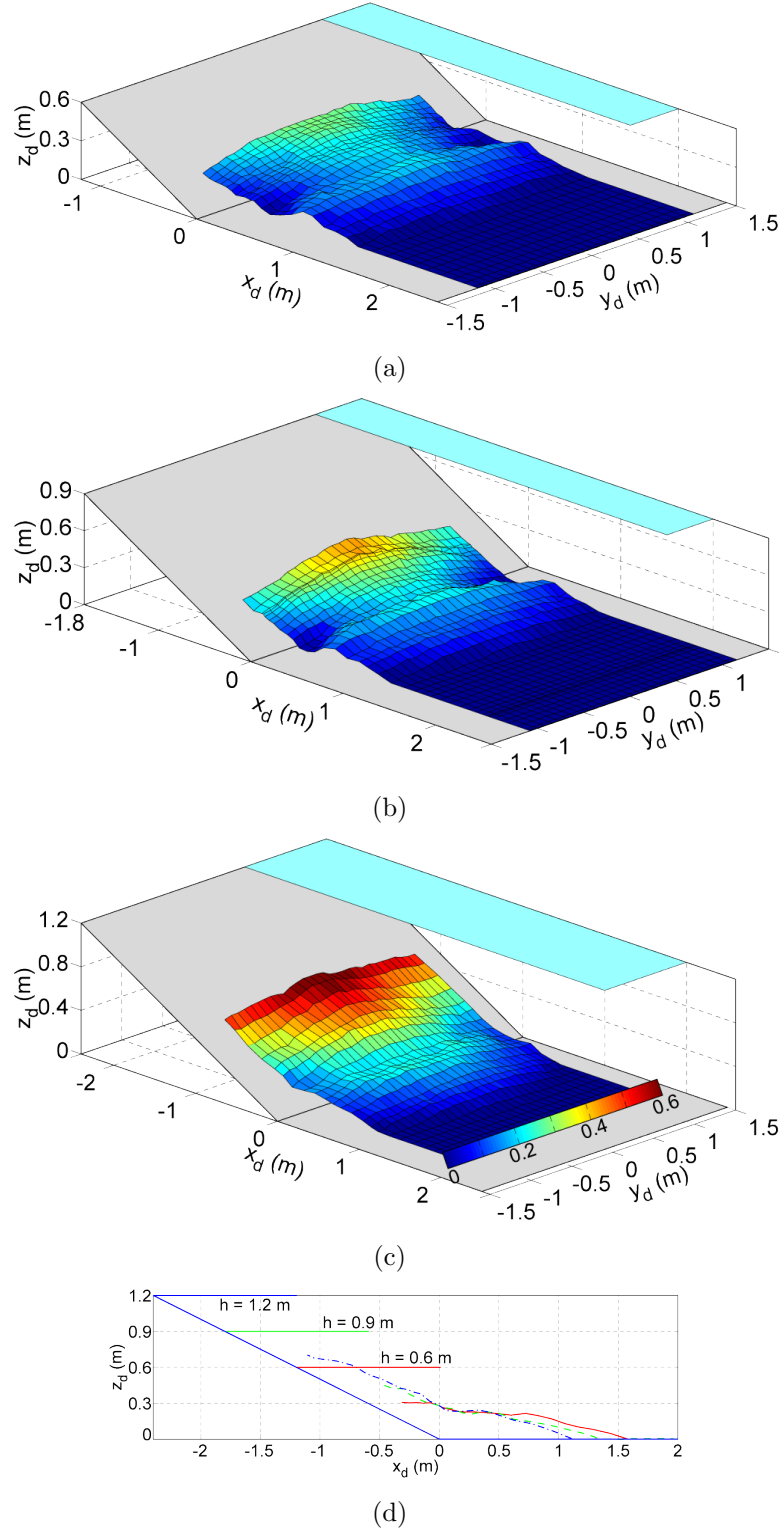 0.6
0.3
0
z_d (m)
-1
0
1
2
x_d (m)
-1.5
-1
-0.5
0
0.5
1
1.5
y_d (m)
(a)
0.9
0.6
0.3
0
z_d (m)
-1.8
-1
0
1
2
x_d (m)
-1.5
-1
-0.5
0
0.5
1
y_d (m)
(b)
1.2
0.8
0.4
0
z_d (m)
-2
-1
0
1
2
x_d (m)
0
0.2
0.4
0.6
-1.5
-1
-0.5
0
0.5
1
1.5
y_d (m)
(c)
1.2
0.9
0.6
0.3
0
z_d (m)
h = 1.2 m
h = 0.9 m
h = 0.6 m
-2 -1.5 -1 -0.5 0 0.5 1 1.5 2
x_d (m)
(d)